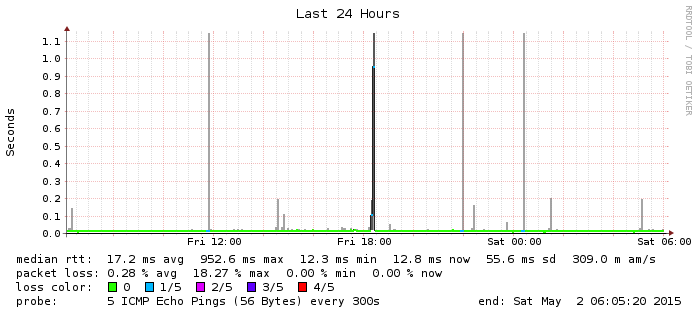 Last 24 Hours
RRDTOOL / TOBI OETIKER
Seconds
1.1
1.0
0.9
0.8
0.7
0.6
0.5
0.4
0.3
0.2
0.1
0.0
Fri 12:00 Fri 18:00 Sat 00:00 Sat 06:00
median rtt: 17.2 ms avg 952.6 ms max 12.3 ms min 12.8 ms now 55.6 ms sd 309.0 m am/s
packet loss: 0.28 % avg 18.27 % max 0.00 % min 0.00 % now
loss color: 0 1/5 2/5 3/5 4/5
probe: 5 ICMP Echo Pings (56 Bytes) every 300s end: Sat May 2 06:05:20 2015